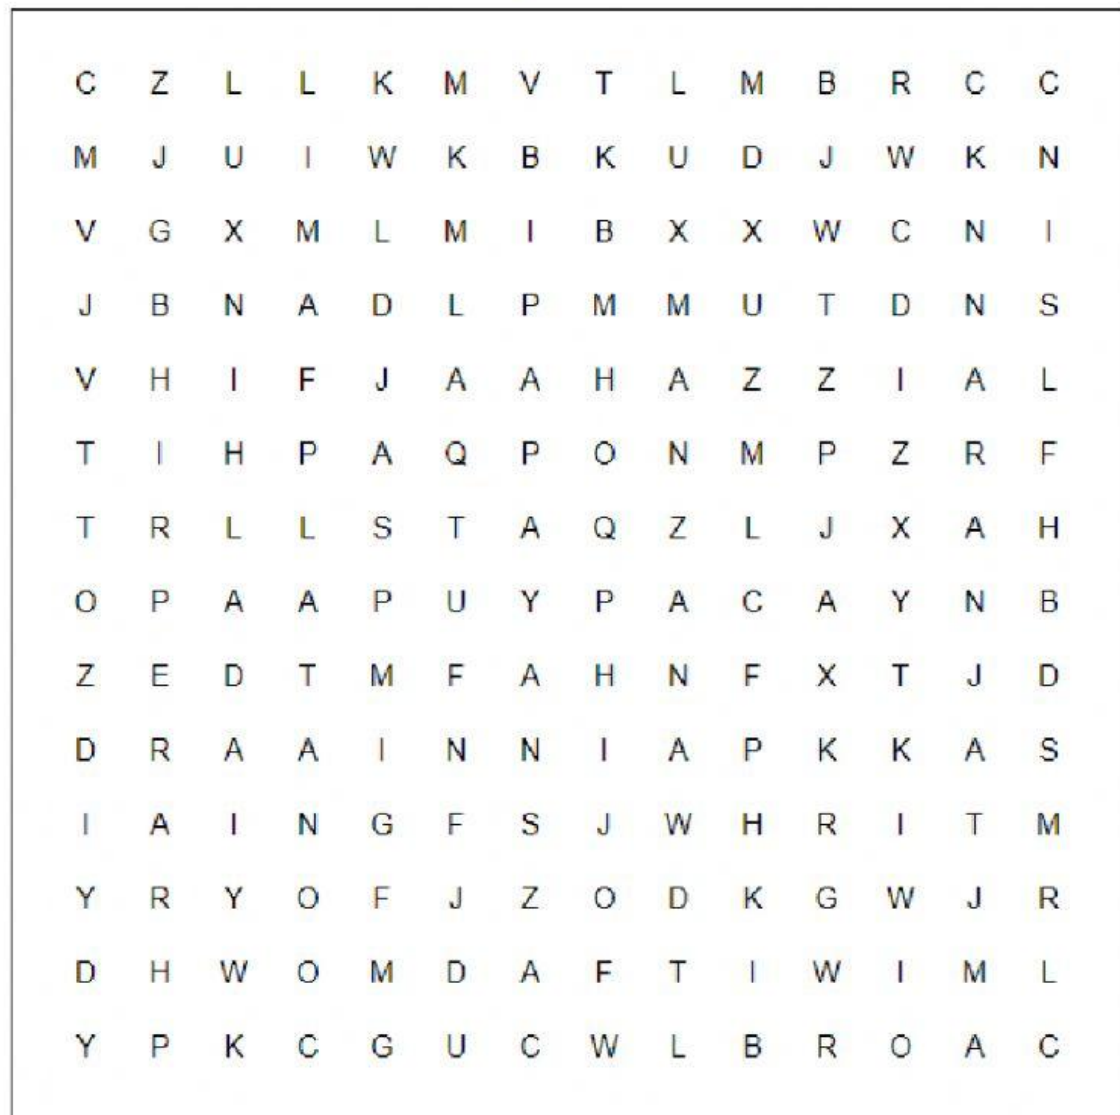 C Z L L K M V T L M B R C C
M J U I W K B K U D J W K N
V G X M L M I B X X W C N I
J B N A D L P M M U T D N S
V H I F J A A H A Z Z I A L
T I H P A Q P O N M P Z R F
T R L L S T A Q Z L J X A H
O P A A P U Y P A C A Y N B
Z E D T M F A H N F X T J D
D R A A I N N I A P K K A S
I A I N G F S J W H R I T M
Y R Y O F J Z O D K G W J R
D H W O M D A F T I W I M L
Y P K C G U C W L B R O A C